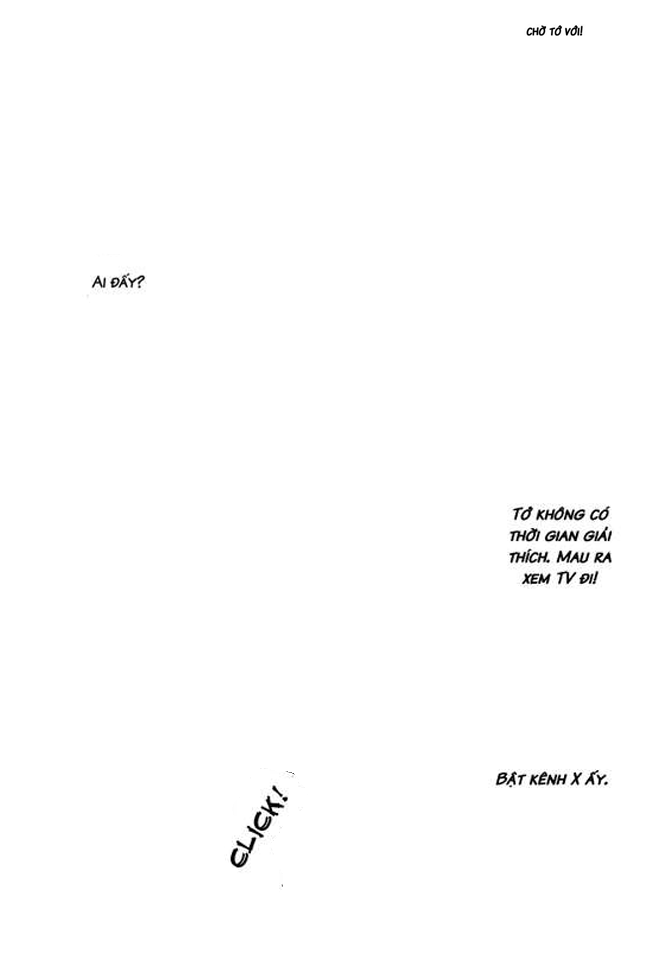 CHỜ TỚ VỚI!
AI ĐẤY?
TỚ KHÔNG CÓ
THỜI GIAN GIẢI
THÍCH. MAU RA
XEM TV ĐI!
BẬT KÊNH X ẤY.
CLICK!